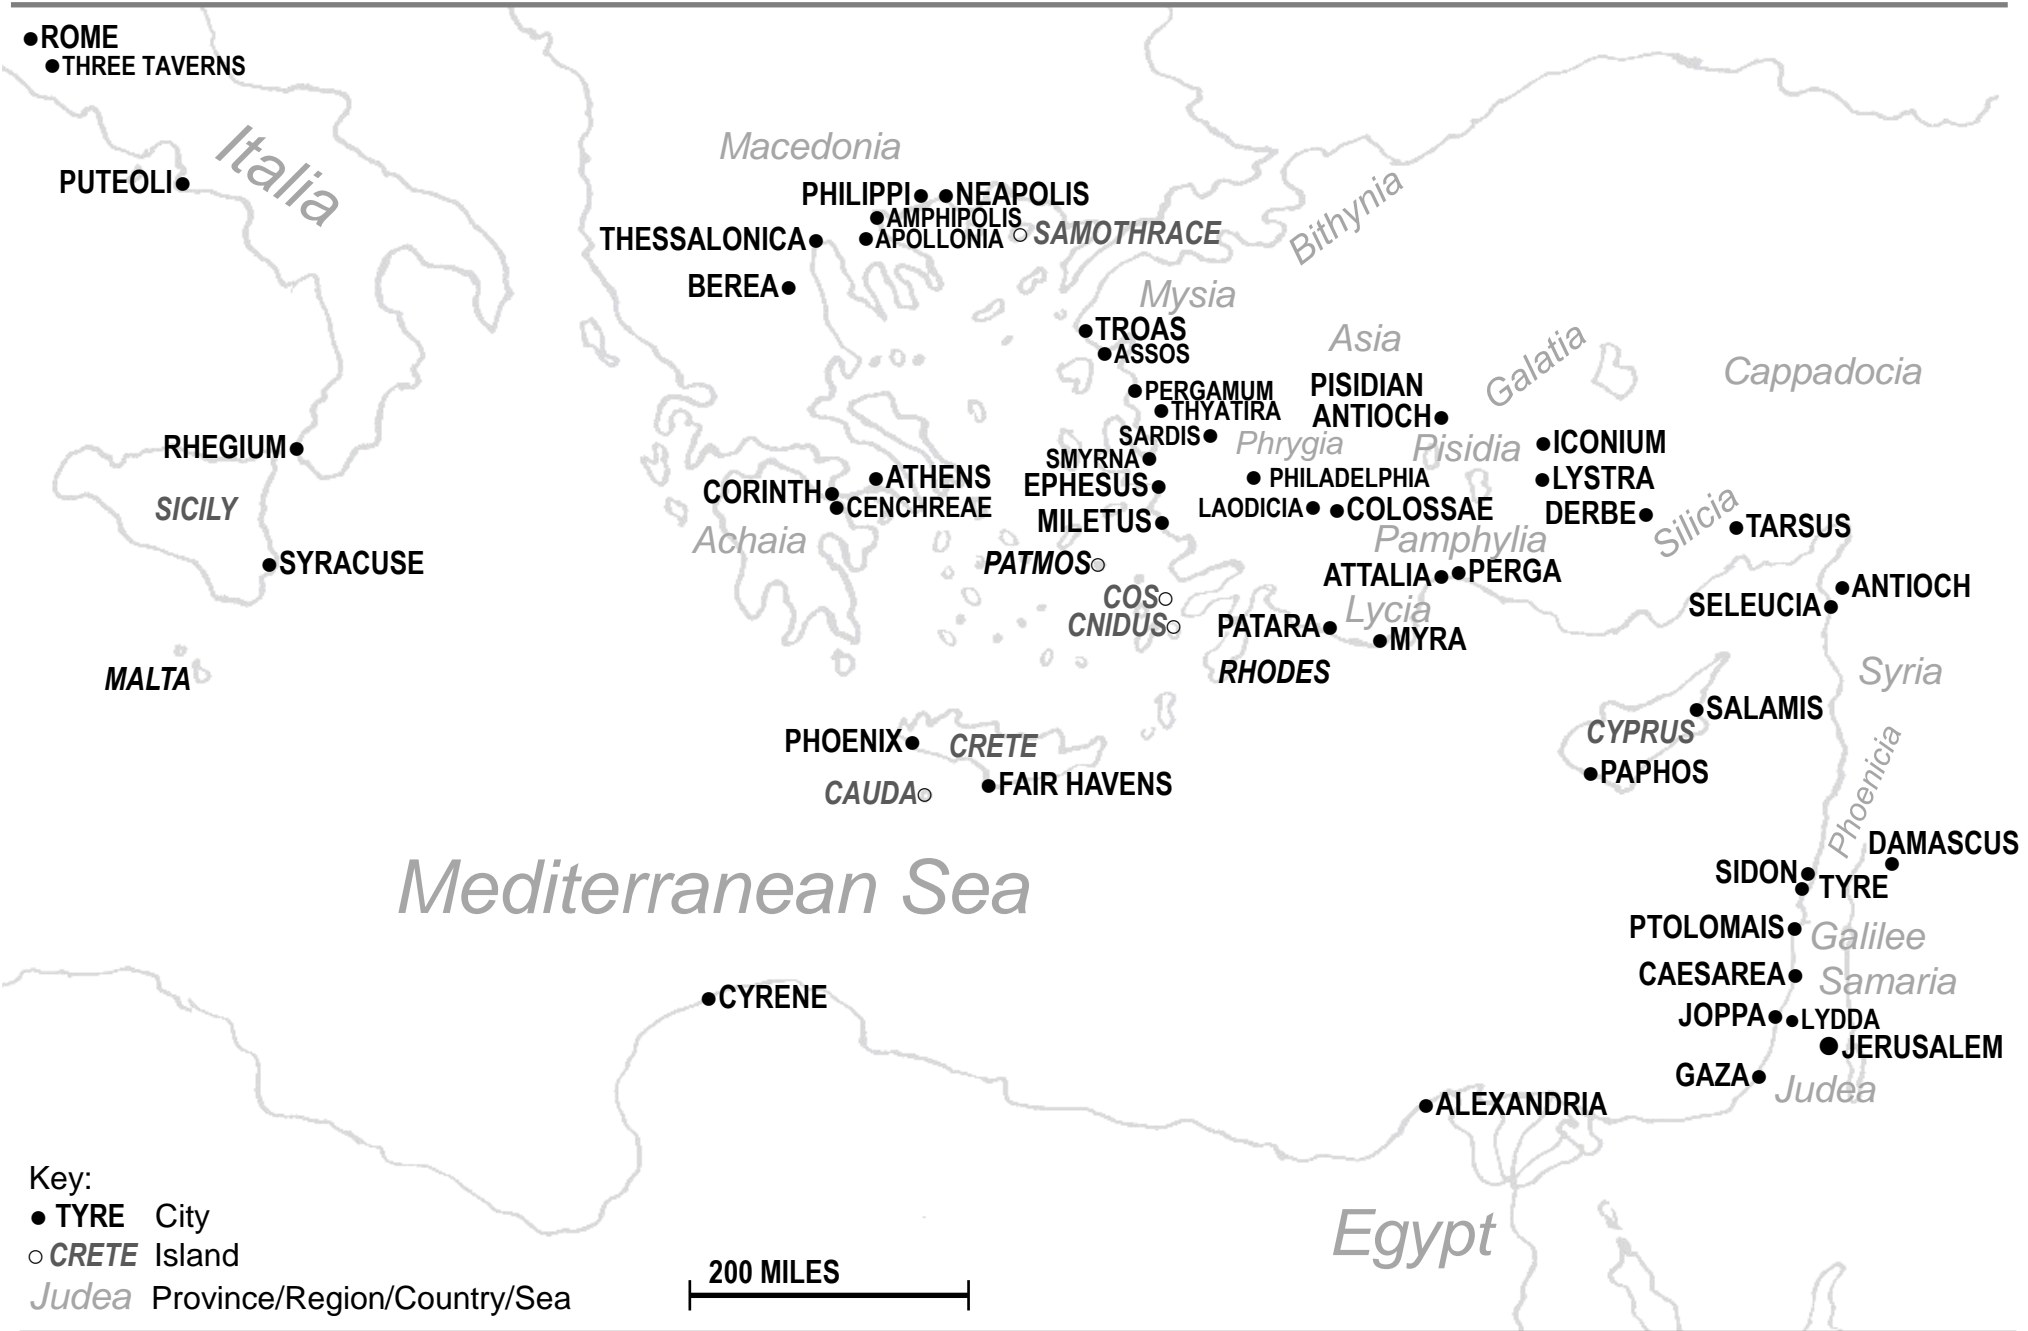 ROME
THREE TAVERNS
Italia
Macedonia
PUTEOLI
PHILIPPI
NEAPOLIS
AMPHIPOLIS
THESSALONICA
APOLLONIA
SAMOTHRACE
Bithynia
BEREA
Mysia
TROAS
ASSOS
Asia
Galatia
Cappadocia
PERGAMUM
THYATIRA
PISIDIAN
ANTIOCH
SARDIS
Phrygia
Pisidia
ICONIUM
RHEGIUM
SMYRNA
ATHENS
PHILADELPHIA
LYSTRA
EPHESUS
CORINTH
CENCHREAE
SICILY
LAODICIA
COLOSSAE
DERBE
Silicia
TARSUS
MILETUS
Achaia
Pamphylia
SYRACUSE
PATMOS
ATTALIA
PERGA
ANTIOCH
SELEUCIA
COS
CNIDUS
Lycia
PATARA
MYRA
MALTA
RHODES
Syria
SALAMIS
CYPRUS
PHOENIX
CRETE
PAPHOS
FAIR HAVENS
CAUDA
Phoenicia
DAMASCUS
Mediterranean Sea
SIDON
TYRE
PTOLOMAIS
Galilee
CAESAREA
Samaria
CYRENE
JOPPA
LYDDA
JERUSALEM
GAZA
Judea
ALEXANDRIA
Egypt
Key:
TYRE City
CRETE Island
Judea Province/Region/Country/Sea
200 MILES